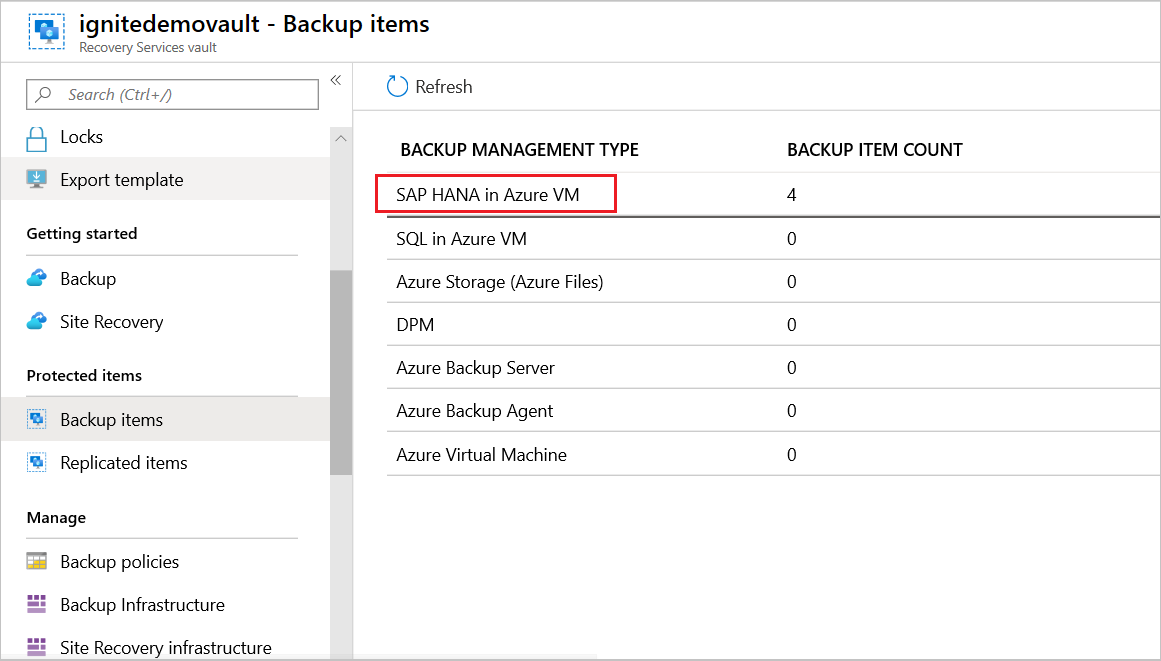 ignitedemovault - Backup items
Recovery Services vault
Search (Ctrl+/)
«
Locks
Export template
Getting started
Backup
Site Recovery
Protected items
Backup items
Replicated items
Manage
Backup policies
Backup Infrastructure
Site Recovery infrastructure
Refresh
BACKUP MANAGEMENT TYPE BACKUP ITEM COUNT
SAP HANA in Azure VM 4
SQL in Azure VM 0
Azure Storage (Azure Files) 0
DPM 0
Azure Backup Server 0
Azure Backup Agent 0
Azure Virtual Machine 0